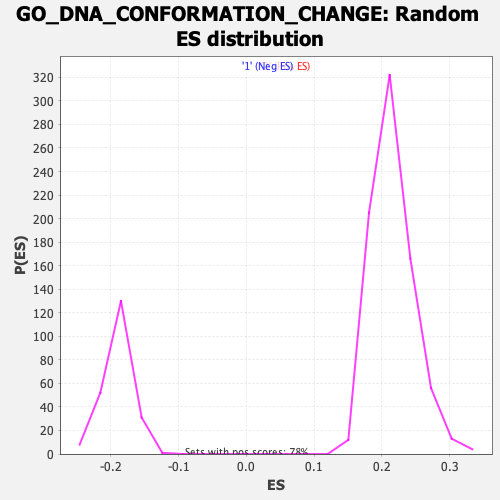 GO_DNA_CONFORMATION_CHANGE: Random
ES distribution
'1' (Neg ES) ES)
P(ES)
320
300
280
260
240
220
200
180
160
140
120
100
80
60
40
20
0
Sets with pos scores: 78%
-0.2 -0.1 0.0 0.1 0.2 0.3
ES